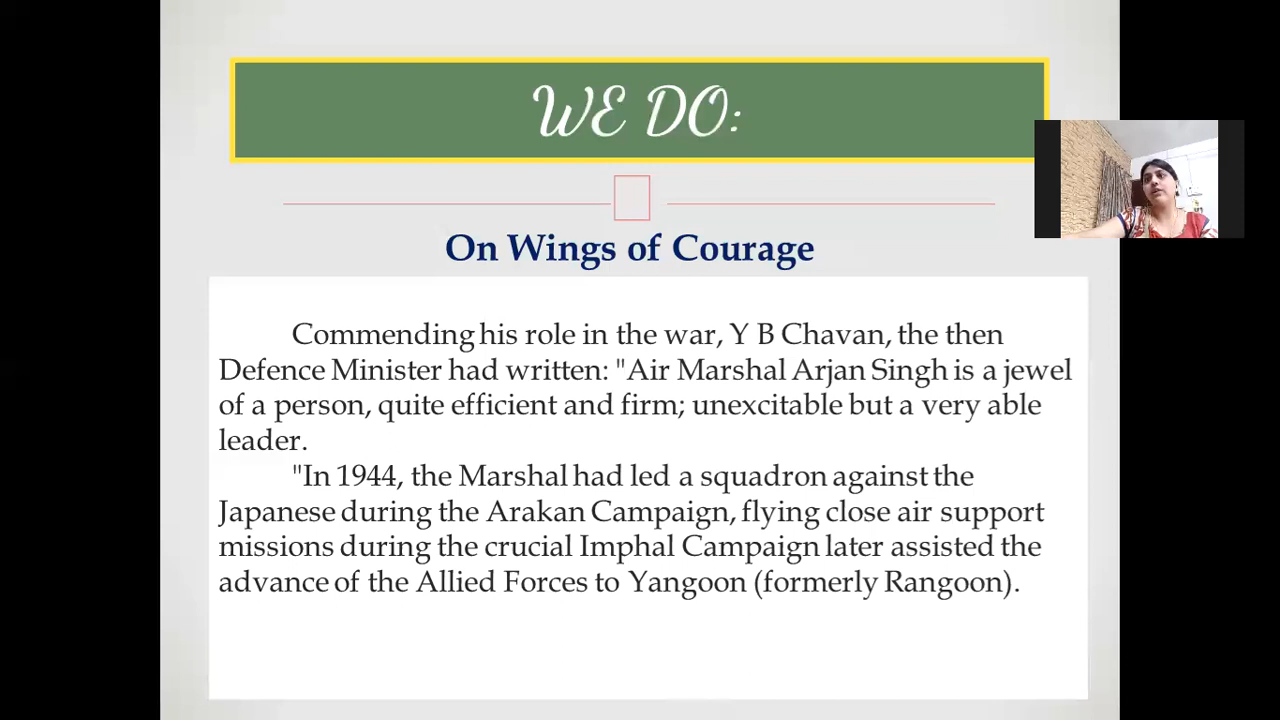 WE DO:
On Wings of Courage
Commending his role in the war, Y B Chavan, the then
Defence Minister had written: "Air Marshal Arjan Singh is a jewel
of a person, quite efficient and firm; unexcitable but a very able
leader.
"In 1944, the Marshal had led a squadron against the
Japanese during the Arakan Campaign, flying close air support
missions during the crucial Imphal Campaign later assisted the
advance of the Allied Forces to Yangoon (formerly Rangoon).